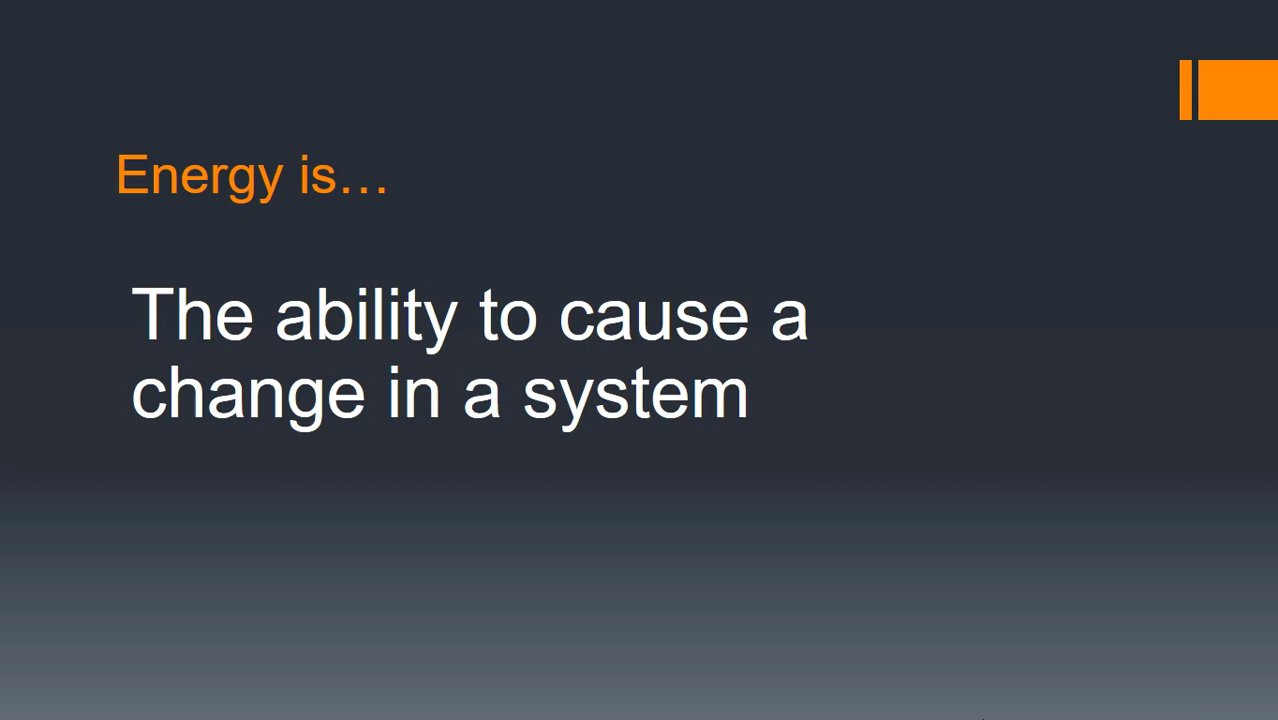 Energy is…
The ability to cause a
change in a system